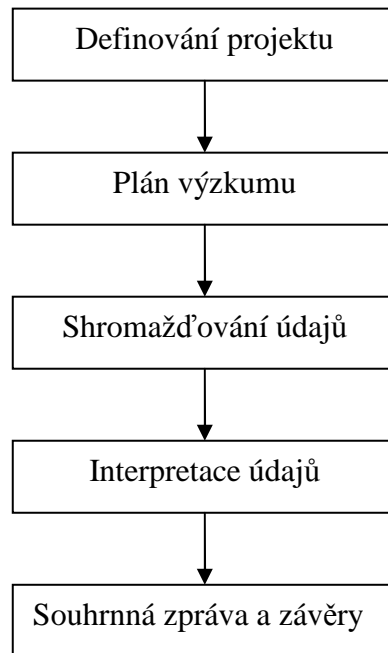 Definování projektu
Plán výzkumu
Shromažďování údajů
Interpretace údajů
Souhrnná zpráva a závěry